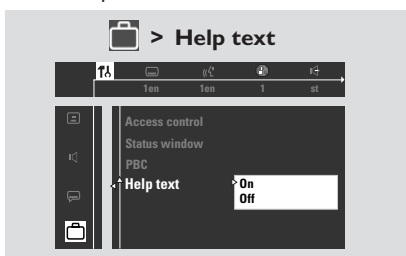 > Help text
1en 1en 1 st
Access control
Status window
PBC
Help text
On
Off